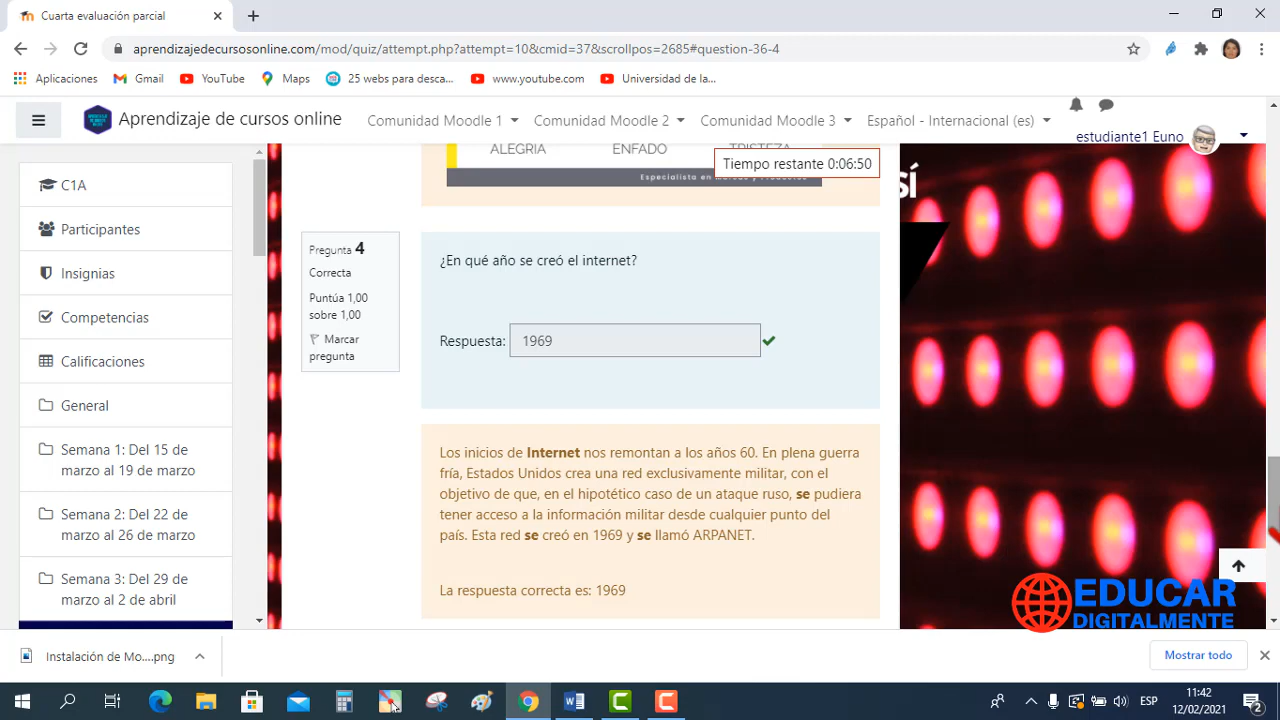 Cuarta evaluación parcial
aprendizajedecursosonline.com/mod/quiz/attempt.php?attempt=10&cmid=37&scrollpos=2685#question-36-4
Aplicaciones
Gmail
YouTube
Maps
25 webs para desca...
www.youtube.com
Universidad de la...
Aprendizaje de cursos online
Comunidad Moodle 1
Comunidad Moodle 2
Comunidad Moodle 3
Español - Internacional (es)
estudiante1 Euno
ALEGRIA
ENFADO
TRISTEZA
Tiempo restante 0:06:50
Especialista en
sí
C1A
Participantes
Insignias
Competencias
Calificaciones
General
Semana 1: Del 15 de
marzo al 19 de marzo
Semana 2: Del 22 de
marzo al 26 de marzo
Semana 3: Del 29 de
marzo al 2 de abril
Pregunta 4
Correcta
Puntúa 1,00
sobre 1,00
Marcar
pregunta
¿En qué año se creó el internet?
Respuesta: 1969
Los inicios de Internet nos remontan a los años 60. En plena guerra
fría, Estados Unidos crea una red exclusivamente militar, con el
objetivo de que, en el hipotético caso de un ataque ruso, se pudiera
tener acceso a la información militar desde cualquier punto del
país. Esta red se creó en 1969 y se llamó ARPANET.
La respuesta correcta es: 1969
EDUCAR
DIGITALMENTE
Instalación de Mo....png
Mostrar todo
ESP
11:42
12/02/2021
2